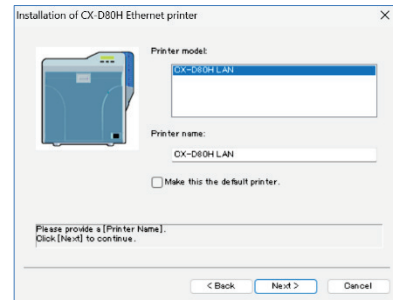 Installation of CX-D80H Ethernet printer
Printer model:
CX-D80H LAN
Printer name:
CX-D80H LAN
Make this the default printer.
Please provide a [Printer Name].
Click [Next] to continue.
< Back
Next >
Cancel